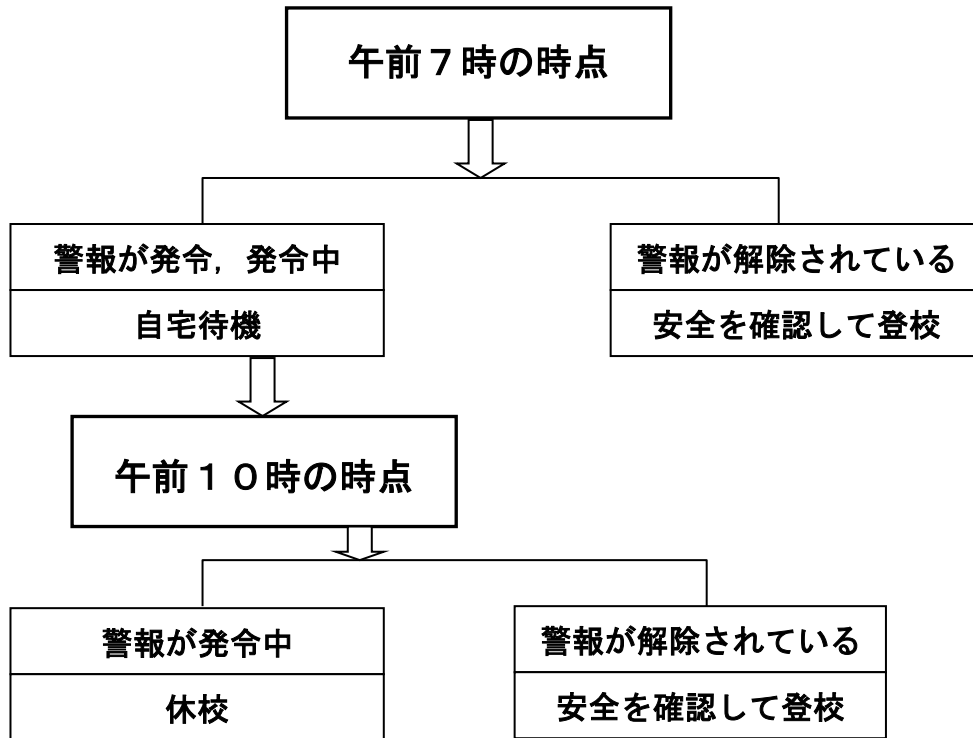 午前７時の時点
警報が発令，発令中
自宅待機
警報が解除されている
安全を確認して登校
午前１０時の時点
警報が発令中
休校
警報が解除されている
安全を確認して登校